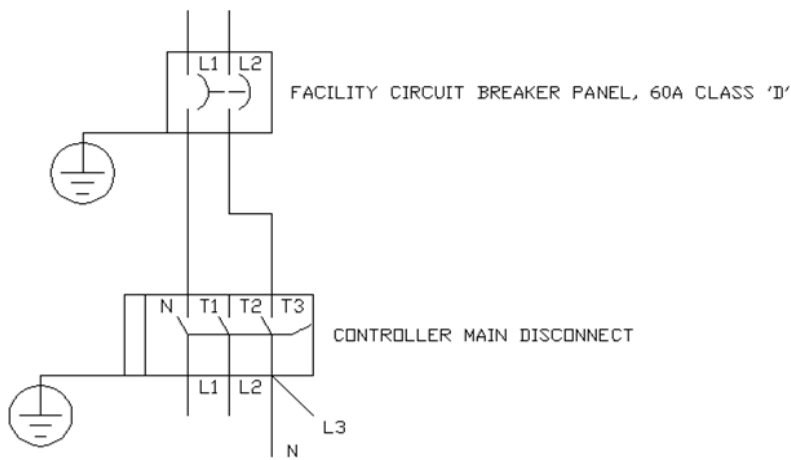 L1 L2
FACILITY CIRCUIT BREAKER PANEL, 60A CLASS 'D'
N T1 T2 T3
CONTROLLER MAIN DISCONNECT
L1 L2
L3
N